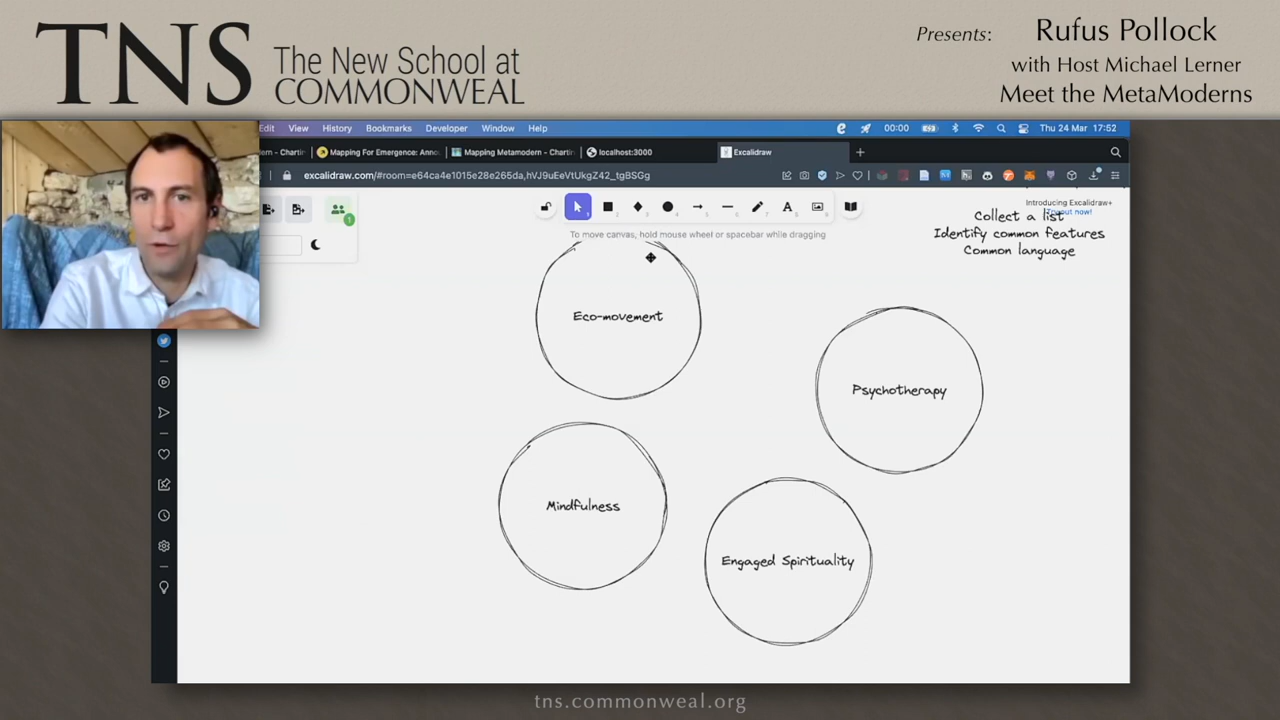 TNS
The New School at
COMMONWEAL
Presents: Rufus Pollock
with Host Michael Lerner
Meet the MetaModerns
Edit View History Bookmarks Developer Window Help 00:00 Thu 24 Mar 17:52
Mapping For Emergence: Anno Mapping Metamodern - Chartin localhost:3000 Excalidraw
excalidraw.com/#room=e64ca4e1015e28e265da,hVJ9uEeVtUkgZ42_tgBSGg
Introducing Excalidraw+
Collect a list
Identify common features
Common language
To move canvas, hold mouse wheel or spacebar while dragging
Eco-movement
Psychotherapy
Mindfulness
Engaged Spirituality
tns.commonweal.org